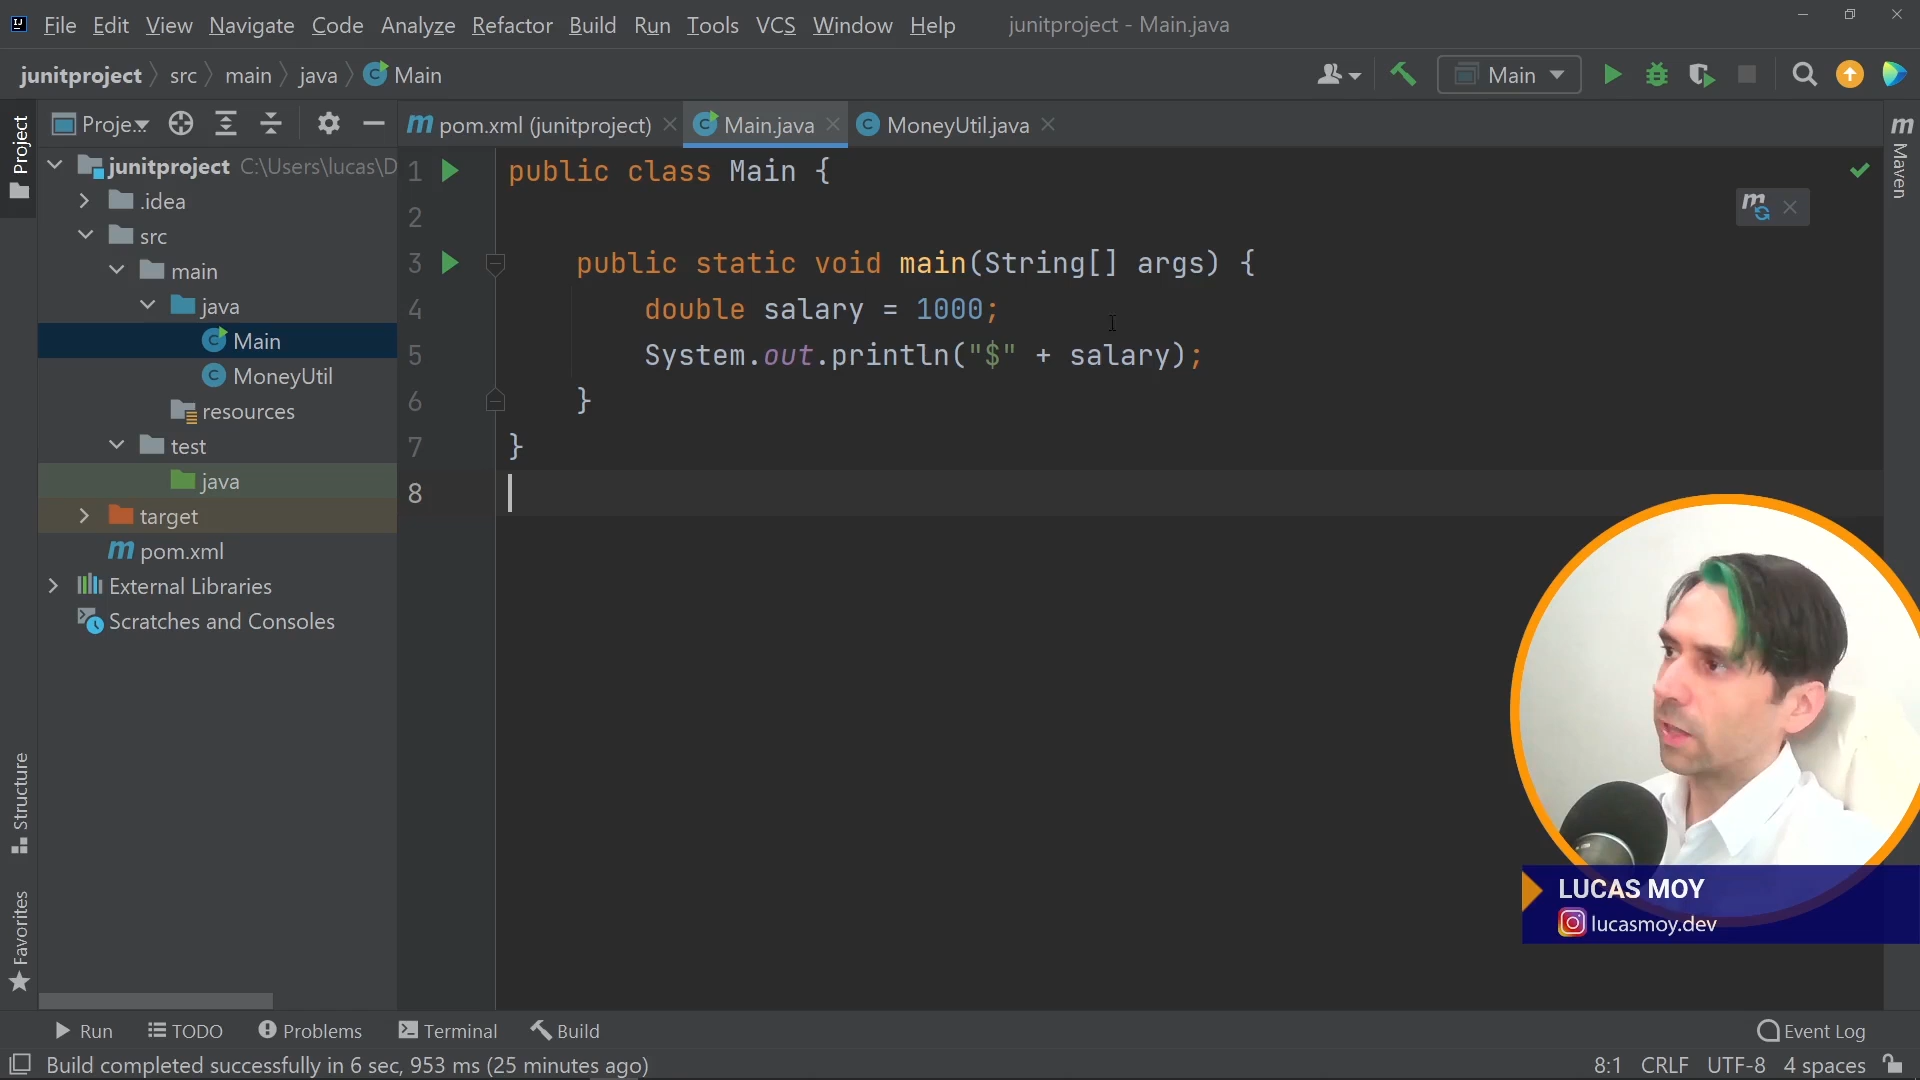 File Edit View Navigate Code Analyze Refactor Build Run Tools VCS Window Help junitproject - Main.java
junitproject src main java Main
Main
Project
Proje...
pom.xml (junitproject) Main.java MoneyUtil.java
Maven
junitproject C:\Users\lucas\D
.idea
src
main
java
Main
MoneyUtil
resources
test
java
target
pom.xml
External Libraries
Scratches and Consoles
1 public class Main {
2
3 public static void main(String[] args) {
4 double salary = 1000;
5 System.out.println("$" + salary);
6 }
7 }
8
Structure
Favorites
LUCAS MOY
lucasmoy.dev
Run TODO Problems Terminal Build Event Log
Build completed successfully in 6 sec, 953 ms (25 minutes ago) 8:1 CRLF UTF-8 4 spaces